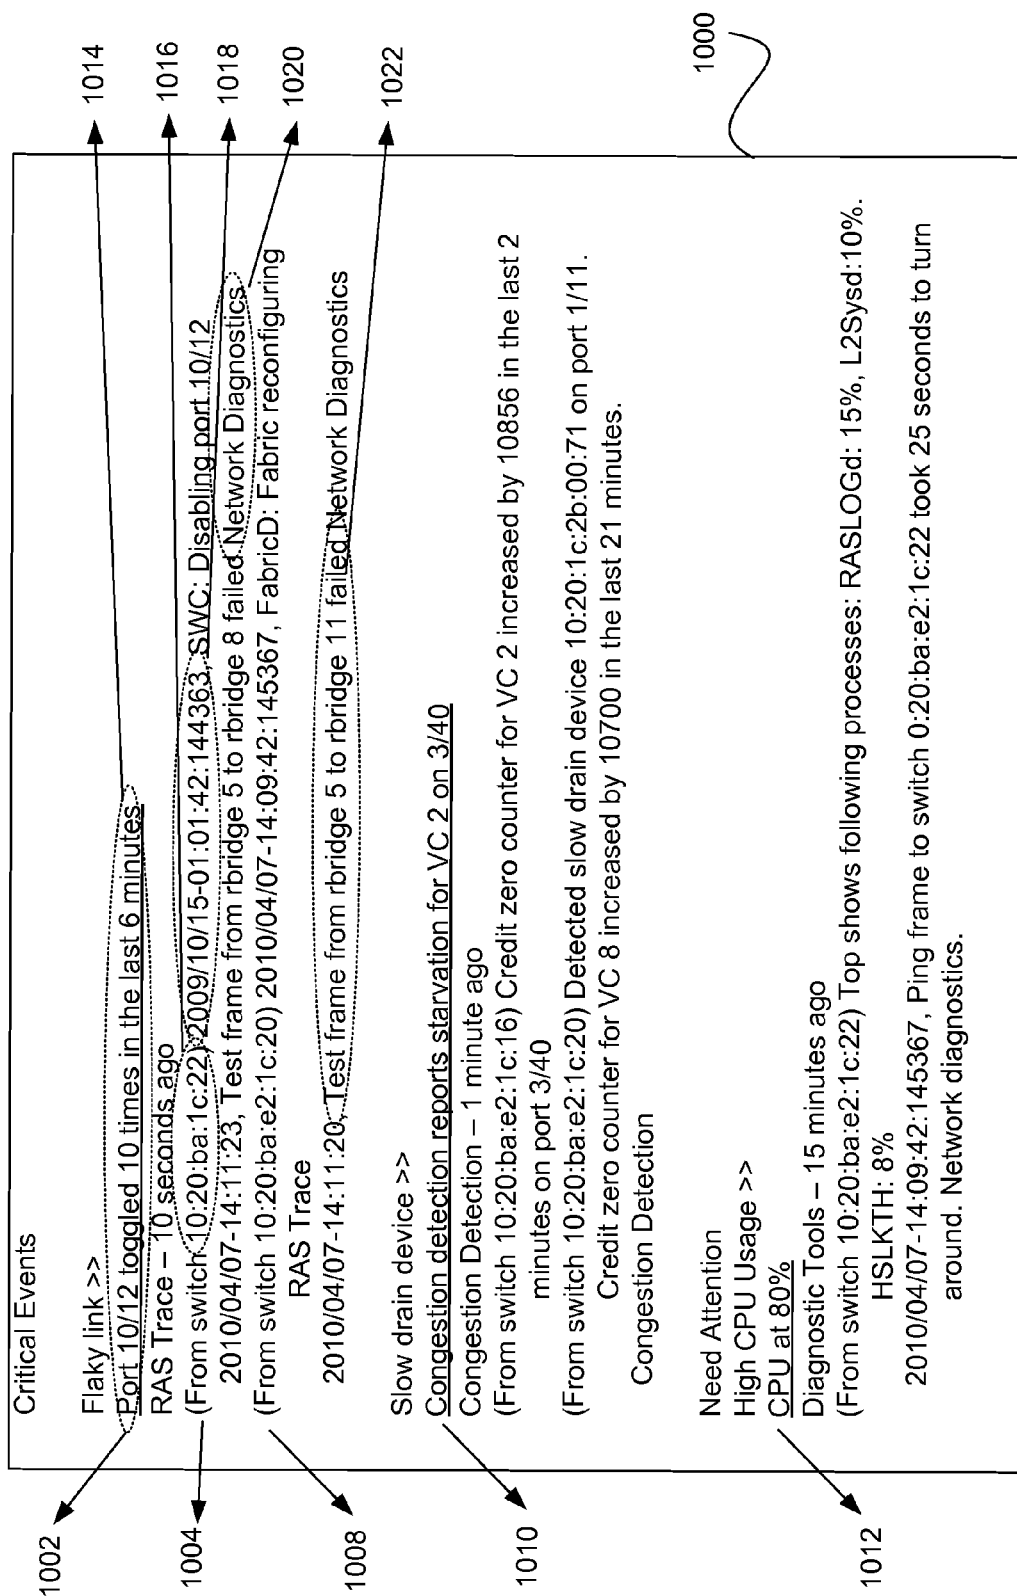 Critical Events
Flaky link >>
Port 10/12 toggled 10 times in the last 6 minutes
RAS Trace – 10 seconds ago
(From switch 10:20:ba:1c:22) 2009/10/15-01:01:42:144363, SWC: Disabling port 10/12
2010/04/07-14:11:23, Test frame from rbridge 5 to rbridge 8 failed Network Diagnostics
(From switch 10:20:ba:e2:1c:20) 2010/04/07-14:09:42:145367, FabricD: Fabric reconfiguring
RAS Trace
2010/04/07-14:11:20, Test frame from rbridge 5 to rbridge 11 failed Network Diagnostics
Slow drain device >>
Congestion detection reports starvation for VC 2 on 3/40
Congestion Detection – 1 minute ago
(From switch 10:20:ba:e2:1c:16) Credit zero counter for VC 2 increased by 10856 in the last 2
minutes on port 3/40
(From switch 10:20:ba:e2:1c:20) Detected slow drain device 10:20:1c:2b:00:71 on port 1/11.
Credit zero counter for VC 8 increased by 10700 in the last 21 minutes.
Congestion Detection
Need Attention
High CPU Usage >>
CPU at 80%
Diagnostic Tools – 15 minutes ago
(From switch 10:20:ba:e2:1c:22) Top shows following processes: RASLOGd: 15%, L2Sysd:10%.
HSLKTH: 8%
2010/04/07-14:09:42:145367, Ping frame to switch 0:20:ba:e2:1c:22 took 25 seconds to turn
around. Network diagnostics.
1002
1004
1008
1010
1012
1014
1016
1018
1020
1022
1000